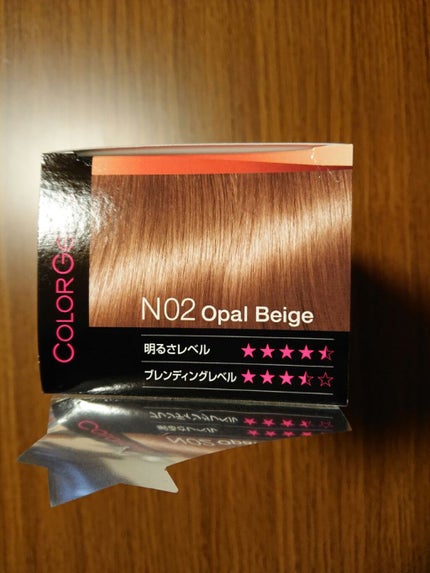 N02 Opal Beige
明るさレベル ★★★★⯪
ブレンディングレベル ★★★⯪☆